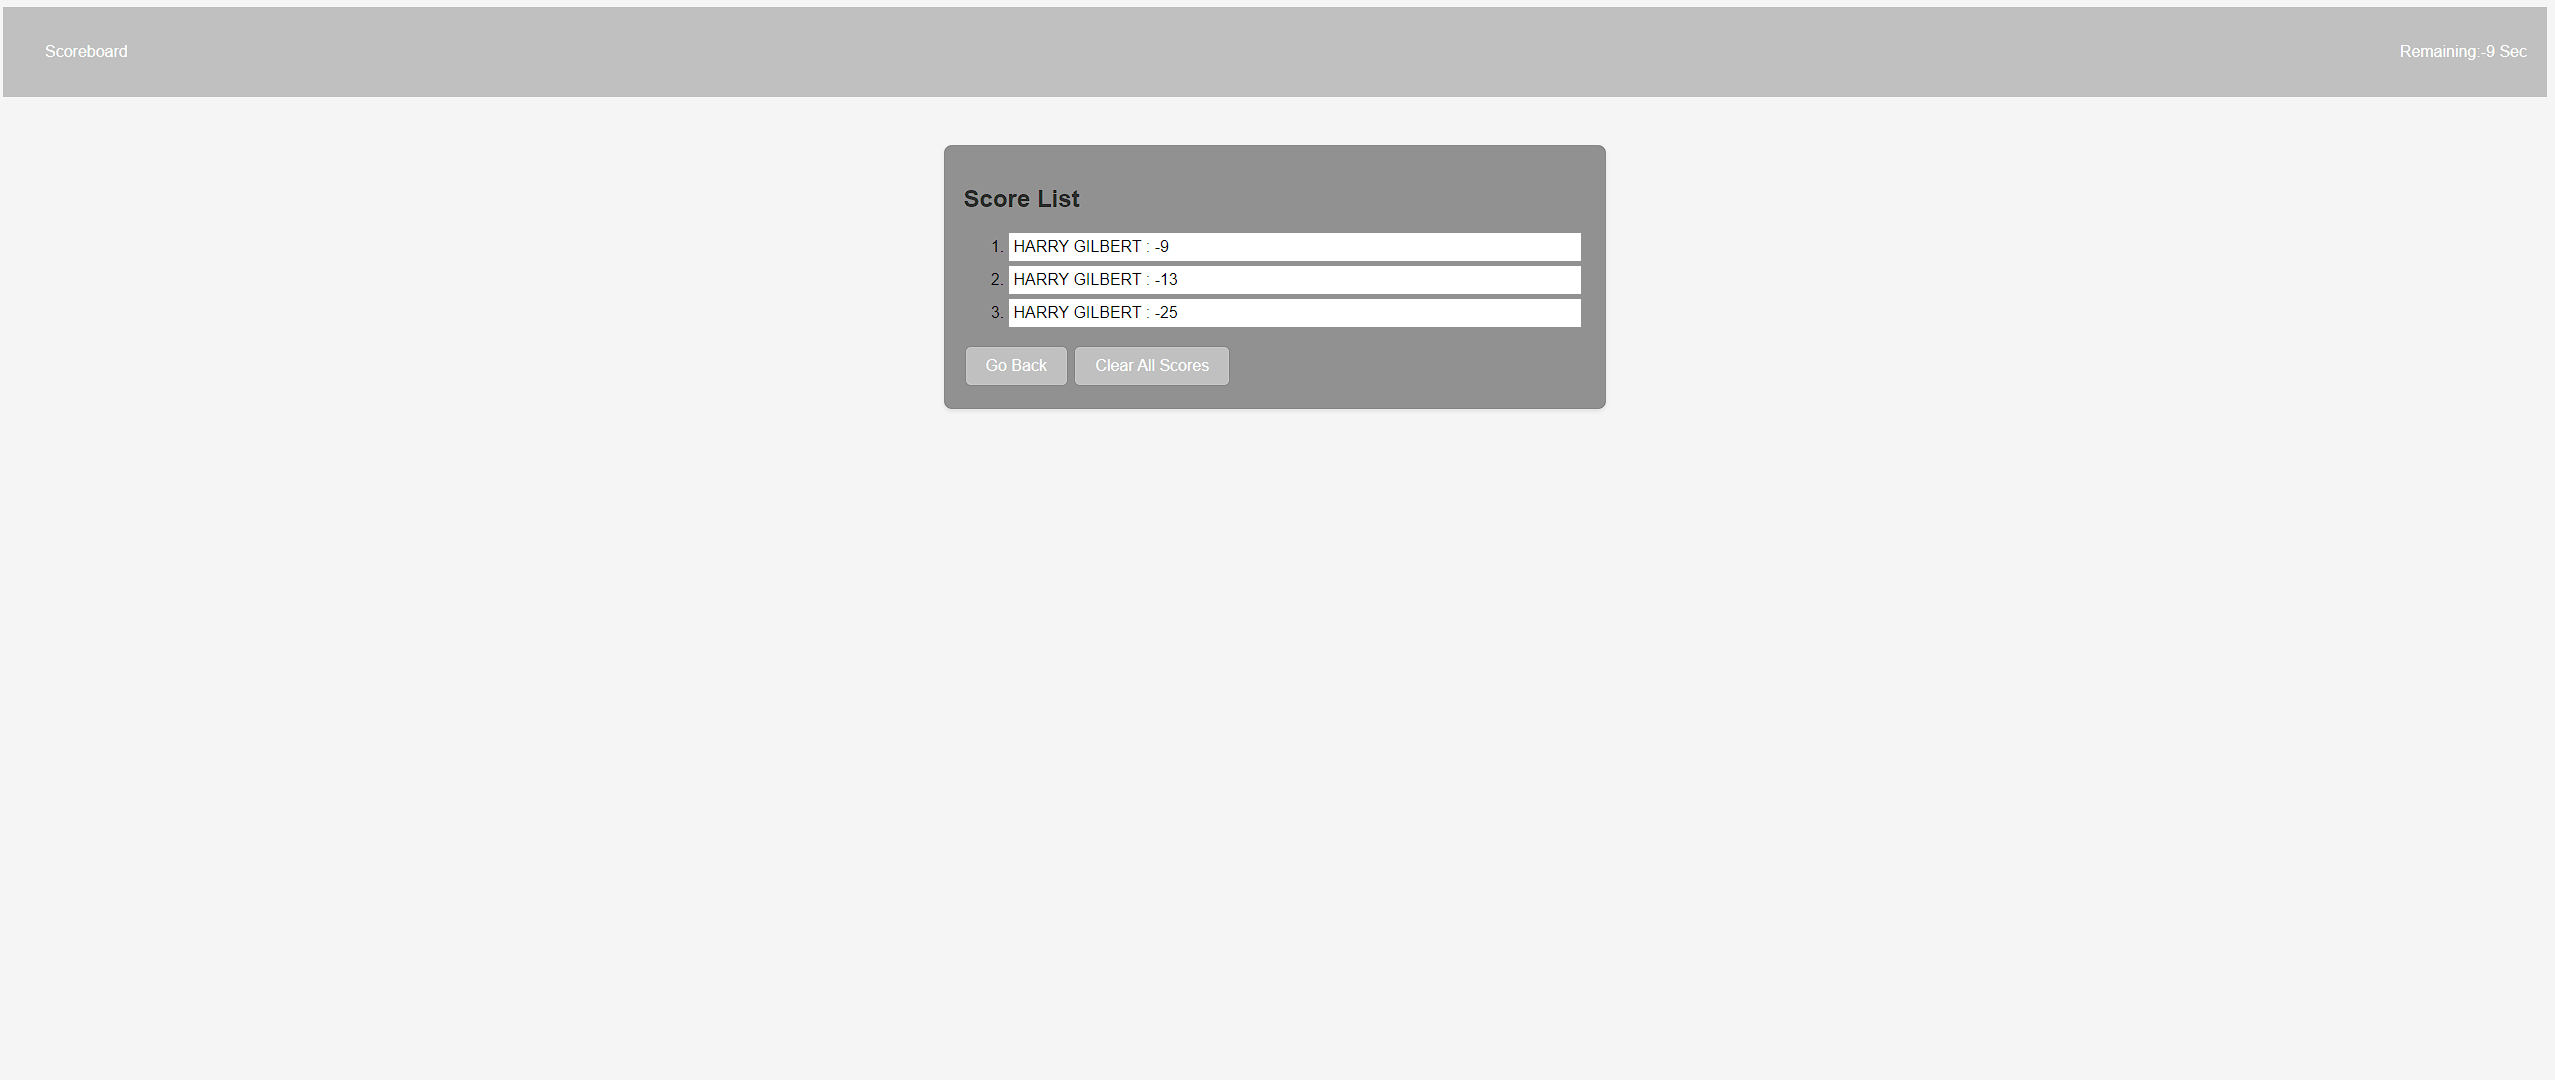 Scoreboard
Remaining:-9 Sec
Score List
1. HARRY GILBERT : -9
2. HARRY GILBERT : -13
3. HARRY GILBERT : -25
Go Back
Clear All Scores